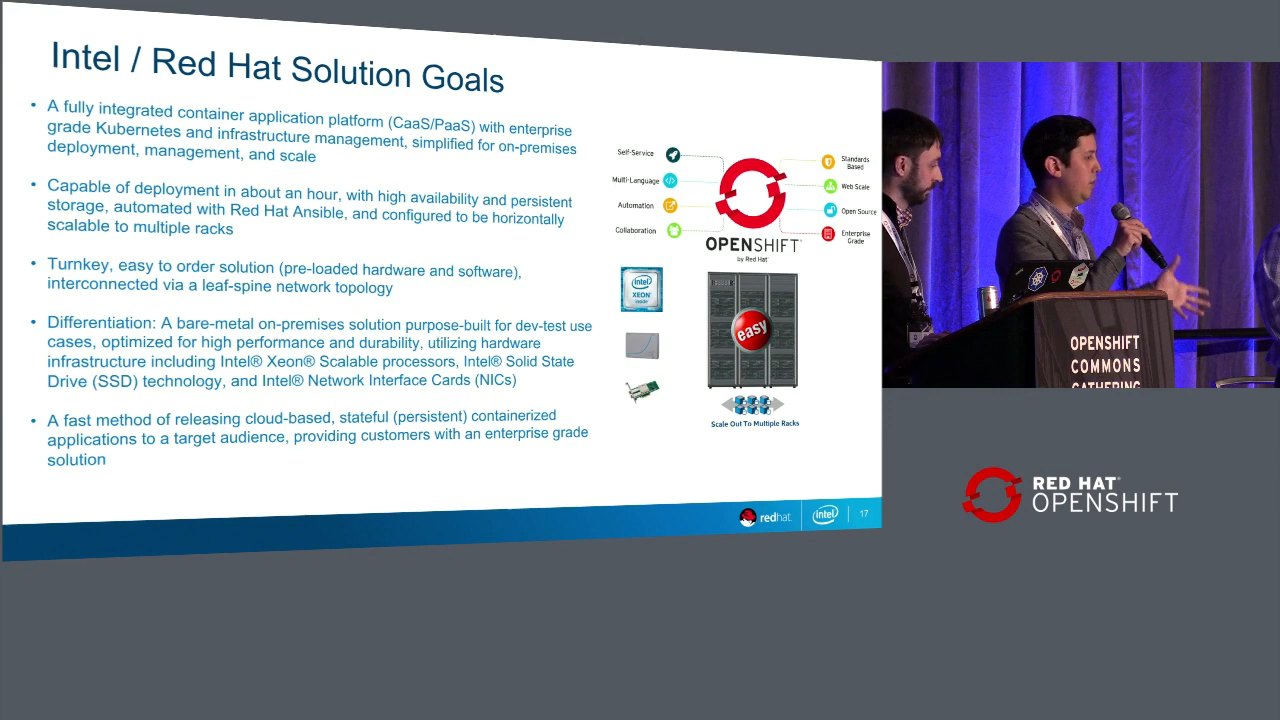 Intel / Red Hat Solution Goals
• A fully integrated container application platform (CaaS/PaaS) with enterprise
grade Kubernetes and infrastructure management, simplified for on-premises
deployment, management, and scale
• Capable of deployment in about an hour, with high availability and persistent
storage, automated with Red Hat Ansible, and configured to be horizontally
scalable to multiple racks
• Turnkey, easy to order solution (pre-loaded hardware and software),
interconnected via a leaf-spine network topology
• Differentiation: A bare-metal on-premises solution purpose-built for dev-test use
cases, optimized for high performance and durability, utilizing hardware
infrastructure including Intel® Xeon® Scalable processors, Intel® Solid State
Drive (SSD) technology, and Intel® Network Interface Cards (NICs)
• A fast method of releasing cloud-based, stateful (persistent) containerized
applications to a target audience, providing customers with an enterprise grade
solution
Self-Service
Multi-Language
Automation
Collaboration
Standards
Based
Web Scale
Open Source
Enterprise
Grade
OPENSHIFT
by Red Hat
intel
XEON
inside
easy
Scale Out To Multiple Racks
redhat
intel
17
OPENSHIFT
COMMONS
GATHERING
RED HAT
OPENSHIFT